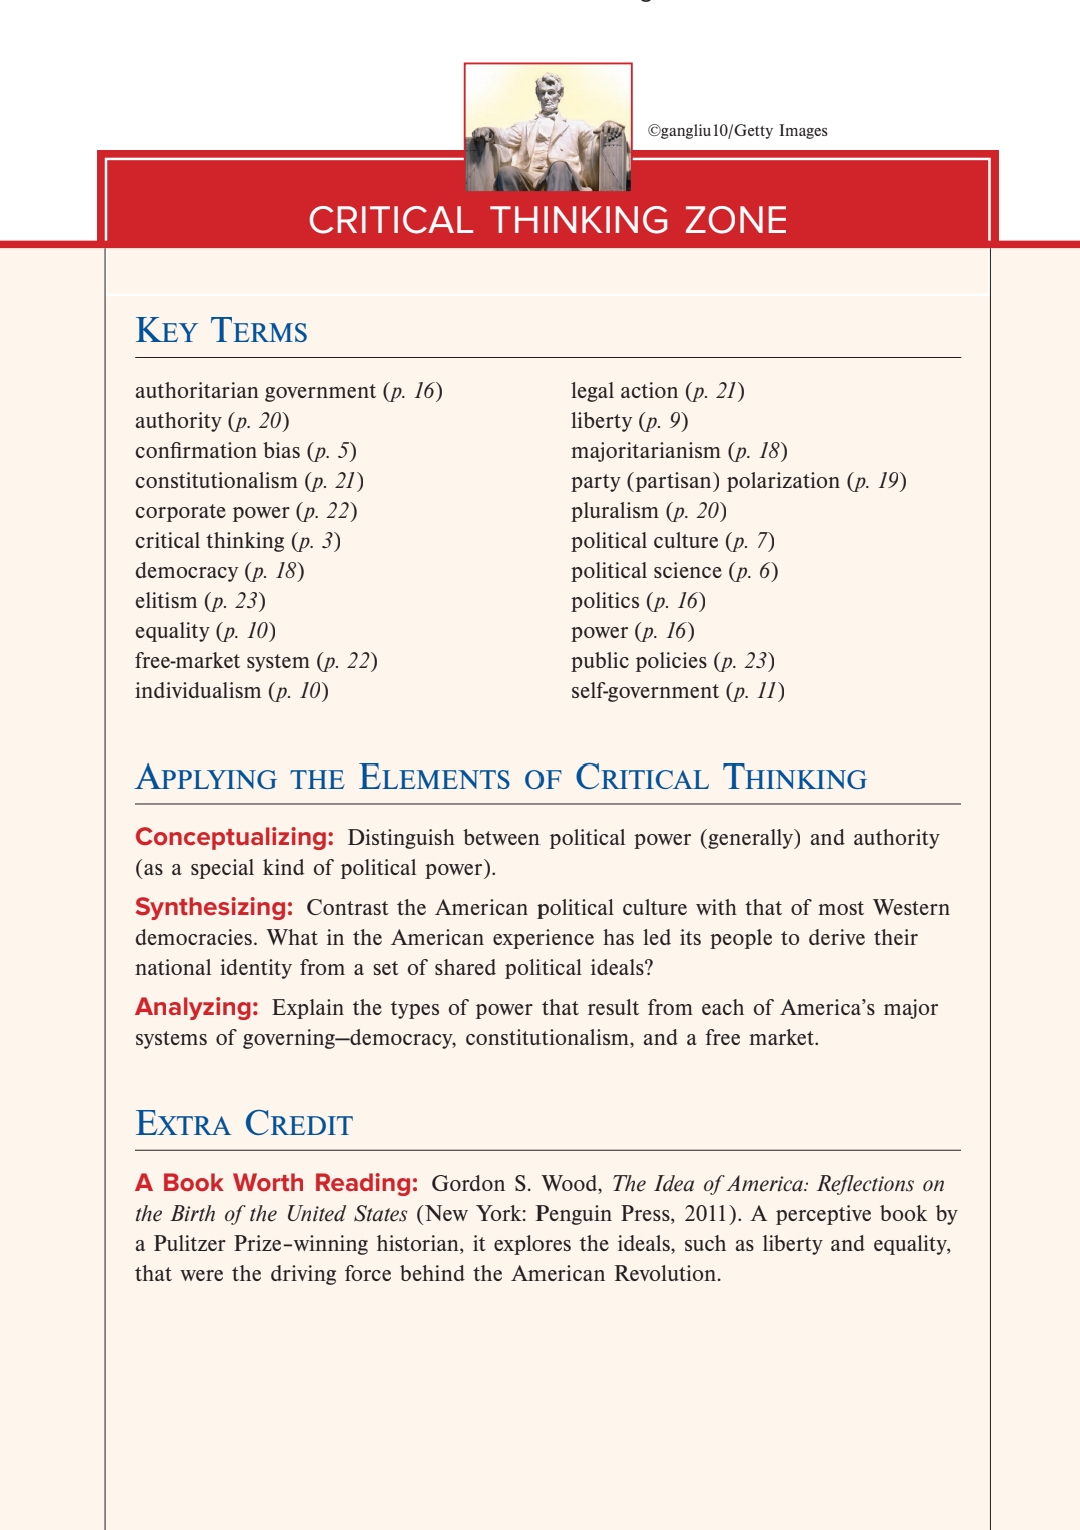 ©gangliu10/Getty Images
CRITICAL THINKING ZONE
KEY TERMS
authoritarian government (p. 16)
authority (p. 20)
confirmation bias (p. 5)
constitutionalism (p. 21)
corporate power (p. 22)
critical thinking (p. 3)
democracy (p. 18)
elitism (p. 23)
equality (p. 10)
free-market system (p. 22)
individualism (p. 10)
legal action (p. 21)
liberty (p. 9)
majoritarianism (p. 18)
party (partisan) polarization (p. 19)
pluralism (p. 20)
political culture (p. 7)
political science (p. 6)
politics (p. 16)
power (p. 16)
public policies (p. 23)
self-government (p. 11)
APPLYING THE ELEMENTS OF CRITICAL THINKING
Conceptualizing: Distinguish between political power (generally) and authority
(as a special kind of political power).
Synthesizing: Contrast the American political culture with that of most Western
democracies. What in the American experience has led its people to derive their
national identity from a set of shared political ideals?
Analyzing: Explain the types of power that result from each of America's major
systems of governing—democracy, constitutionalism, and a free market.
EXTRA CREDIT
A Book Worth Reading: Gordon S. Wood, The Idea of America: Reflections on
the Birth of the United States (New York: Penguin Press, 2011). A perceptive book by
a Pulitzer Prize–winning historian, it explores the ideals, such as liberty and equality,
that were the driving force behind the American Revolution.